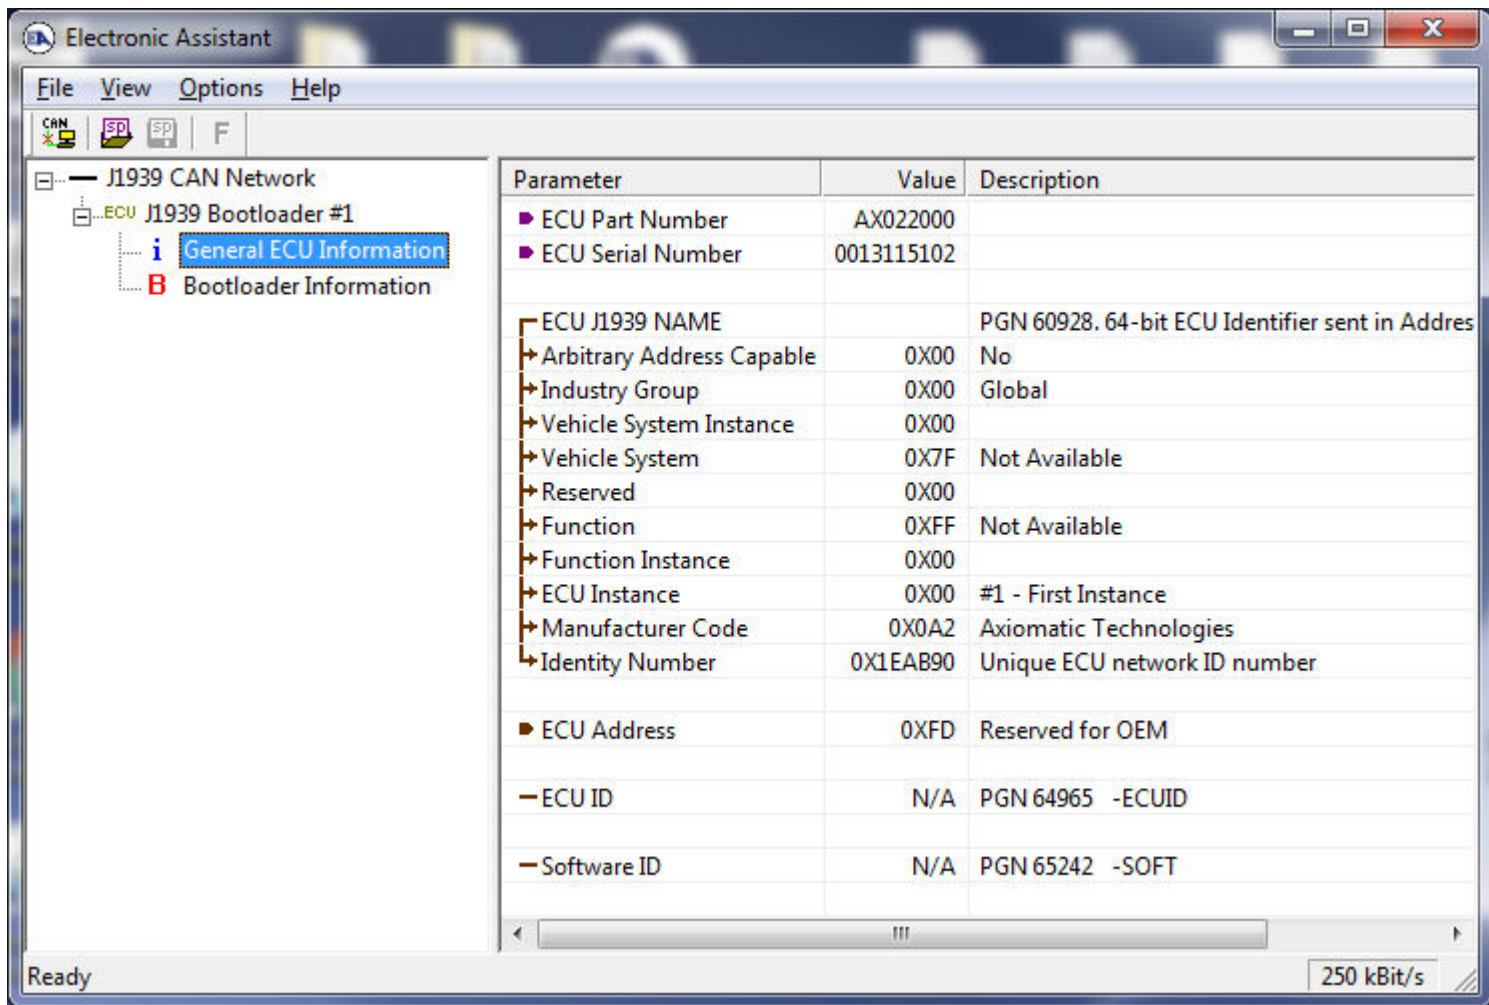 Electronic Assistant
File View Options Help
CAN SP SP F
J1939 CAN Network
ECU J1939 Bootloader #1
i General ECU Information
B Bootloader Information
Parameter Value Description
ECU Part Number AX022000
ECU Serial Number 0013115102
ECU J1939 NAME PGN 60928. 64-bit ECU Identifier sent in Addres
Arbitrary Address Capable 0X00 No
Industry Group 0X00 Global
Vehicle System Instance 0X00
Vehicle System 0X7F Not Available
Reserved 0X00
Function 0XFF Not Available
Function Instance 0X00
ECU Instance 0X00 #1 - First Instance
Manufacturer Code 0X0A2 Axiomatic Technologies
Identity Number 0X1EAB90 Unique ECU network ID number
ECU Address 0XFD Reserved for OEM
ECU ID N/A PGN 64965 -ECUID
Software ID N/A PGN 65242 -SOFT
Ready 250 kBit/s